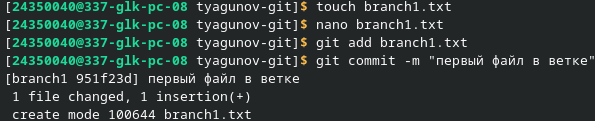 [24350040@337-glk-pc-08 tyagunov-git]$ touch branch1.txt
[24350040@337-glk-pc-08 tyagunov-git]$ nano branch1.txt
[24350040@337-glk-pc-08 tyagunov-git]$ git add branch1.txt
[24350040@337-glk-pc-08 tyagunov-git]$ git commit -m "первый файл в ветке"
[branch1 951f23d] первый файл в ветке
 1 file changed, 1 insertion(+)
 create mode 100644 branch1.txt